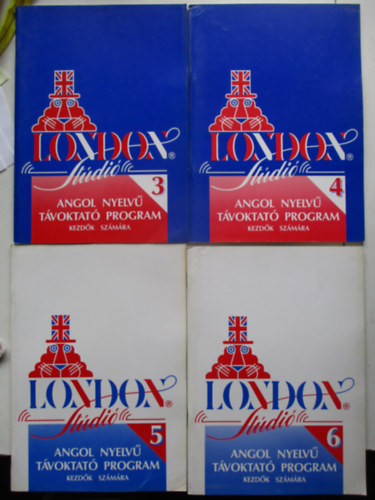 LONDON®
Stúdió
3
ANGOL NYELVŰ
TÁVOKTATÓ PROGRAM
KEZDŐK SZÁMÁRA
LONDON®
Stúdió
4
ANGOL NYELVŰ
TÁVOKTATÓ PROGRAM
KEZDŐK SZÁMÁRA
LONDON®
Stúdió
5
ANGOL NYELVŰ
TÁVOKTATÓ PROGRAM
KEZDŐK SZÁMÁRA
LONDON®
Stúdió
6
ANGOL NYELVŰ
TÁVOKTATÓ PROGRAM
KEZDŐK SZÁMÁRA